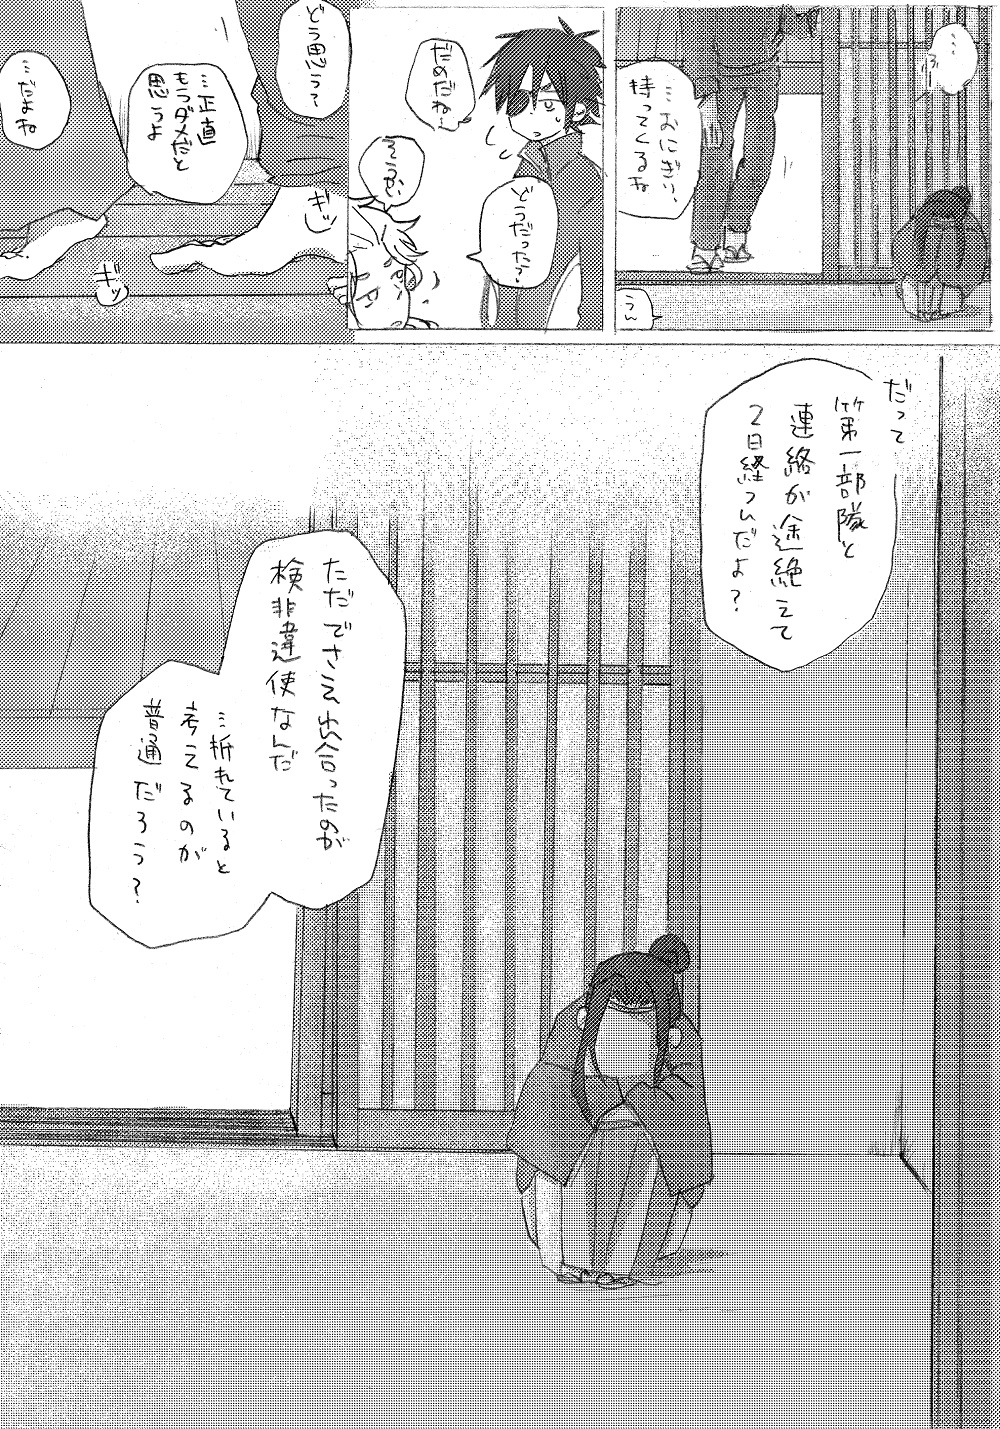 …
…おにぎり、
持ってくるね
うん
だめだね〜
どうだった?
どう思う?
…正直
もうダメだと
思うよ
…だよね
ギッ
ギッ
だって
第一部隊と
連絡が途絶えて
2日経つんだよ?
ただでさえ出合ったのが
検非違使なんだ
…折れていると
考えるのが
普通だろう?